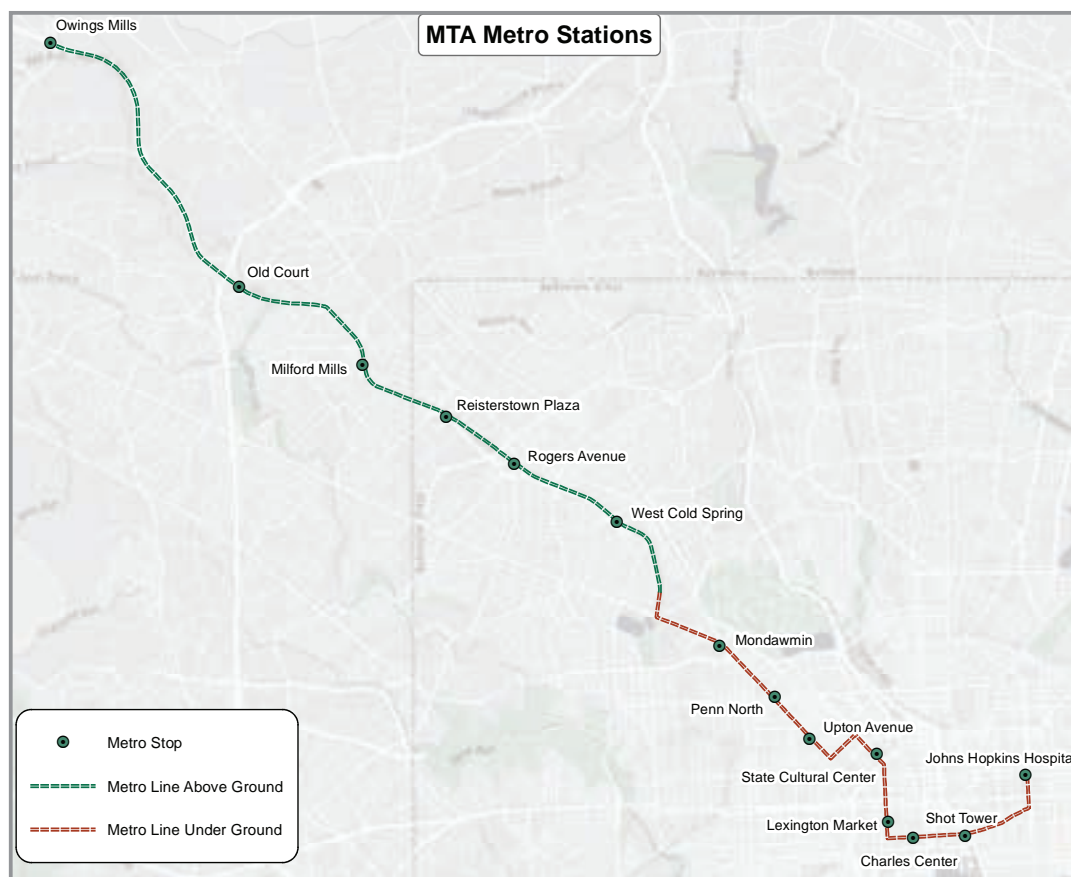 Owings Mills
MTA Metro Stations
Old Court
Milford Mills
Reisterstown Plaza
Rogers Avenue
West Cold Spring
Mondawmin
Penn North
Upton Avenue
State Cultural Center
Johns Hopkins Hospita
Lexington Market
Shot Tower
Charles Center
Metro Stop
Metro Line Above Ground
Metro Line Under Ground